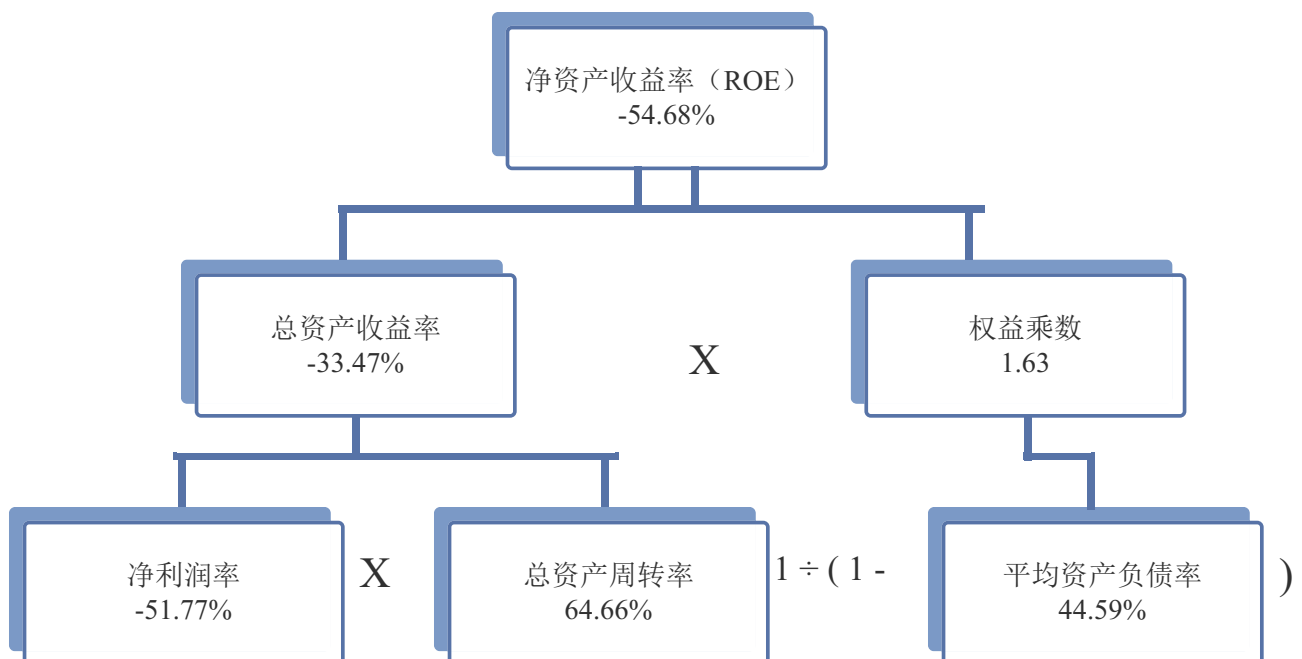 净资产收益率（ROE）
-54.68%
总资产收益率
-33.47%
X
权益乘数
1.63
净利润率
-51.77%
X
总资产周转率
64.66%
1 ÷ ( 1 -
平均资产负债率
44.59%
)